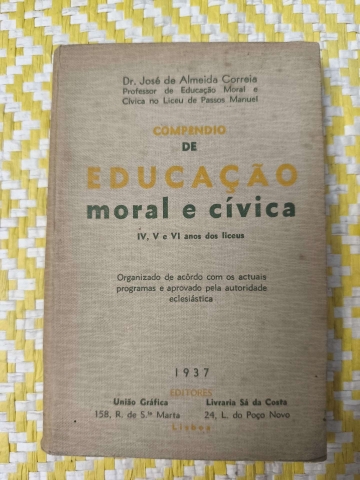 Dr. José de Almeida Correia
Professor de Educação Moral e
Cívica no Liceu de Passos Manuel
COMPENDIO
DE
EDUCAÇÃO
moral e cívica
IV, V e VI anos dos liceus
Organizado de acôrdo com os actuais
programas e aprovado pela autoridade
eclesiástica
1937
EDITORES
União Gráfica Livraria Sá da Costa
158, R. de S.ta Marta 24, L. do Poço Novo
Lisboa